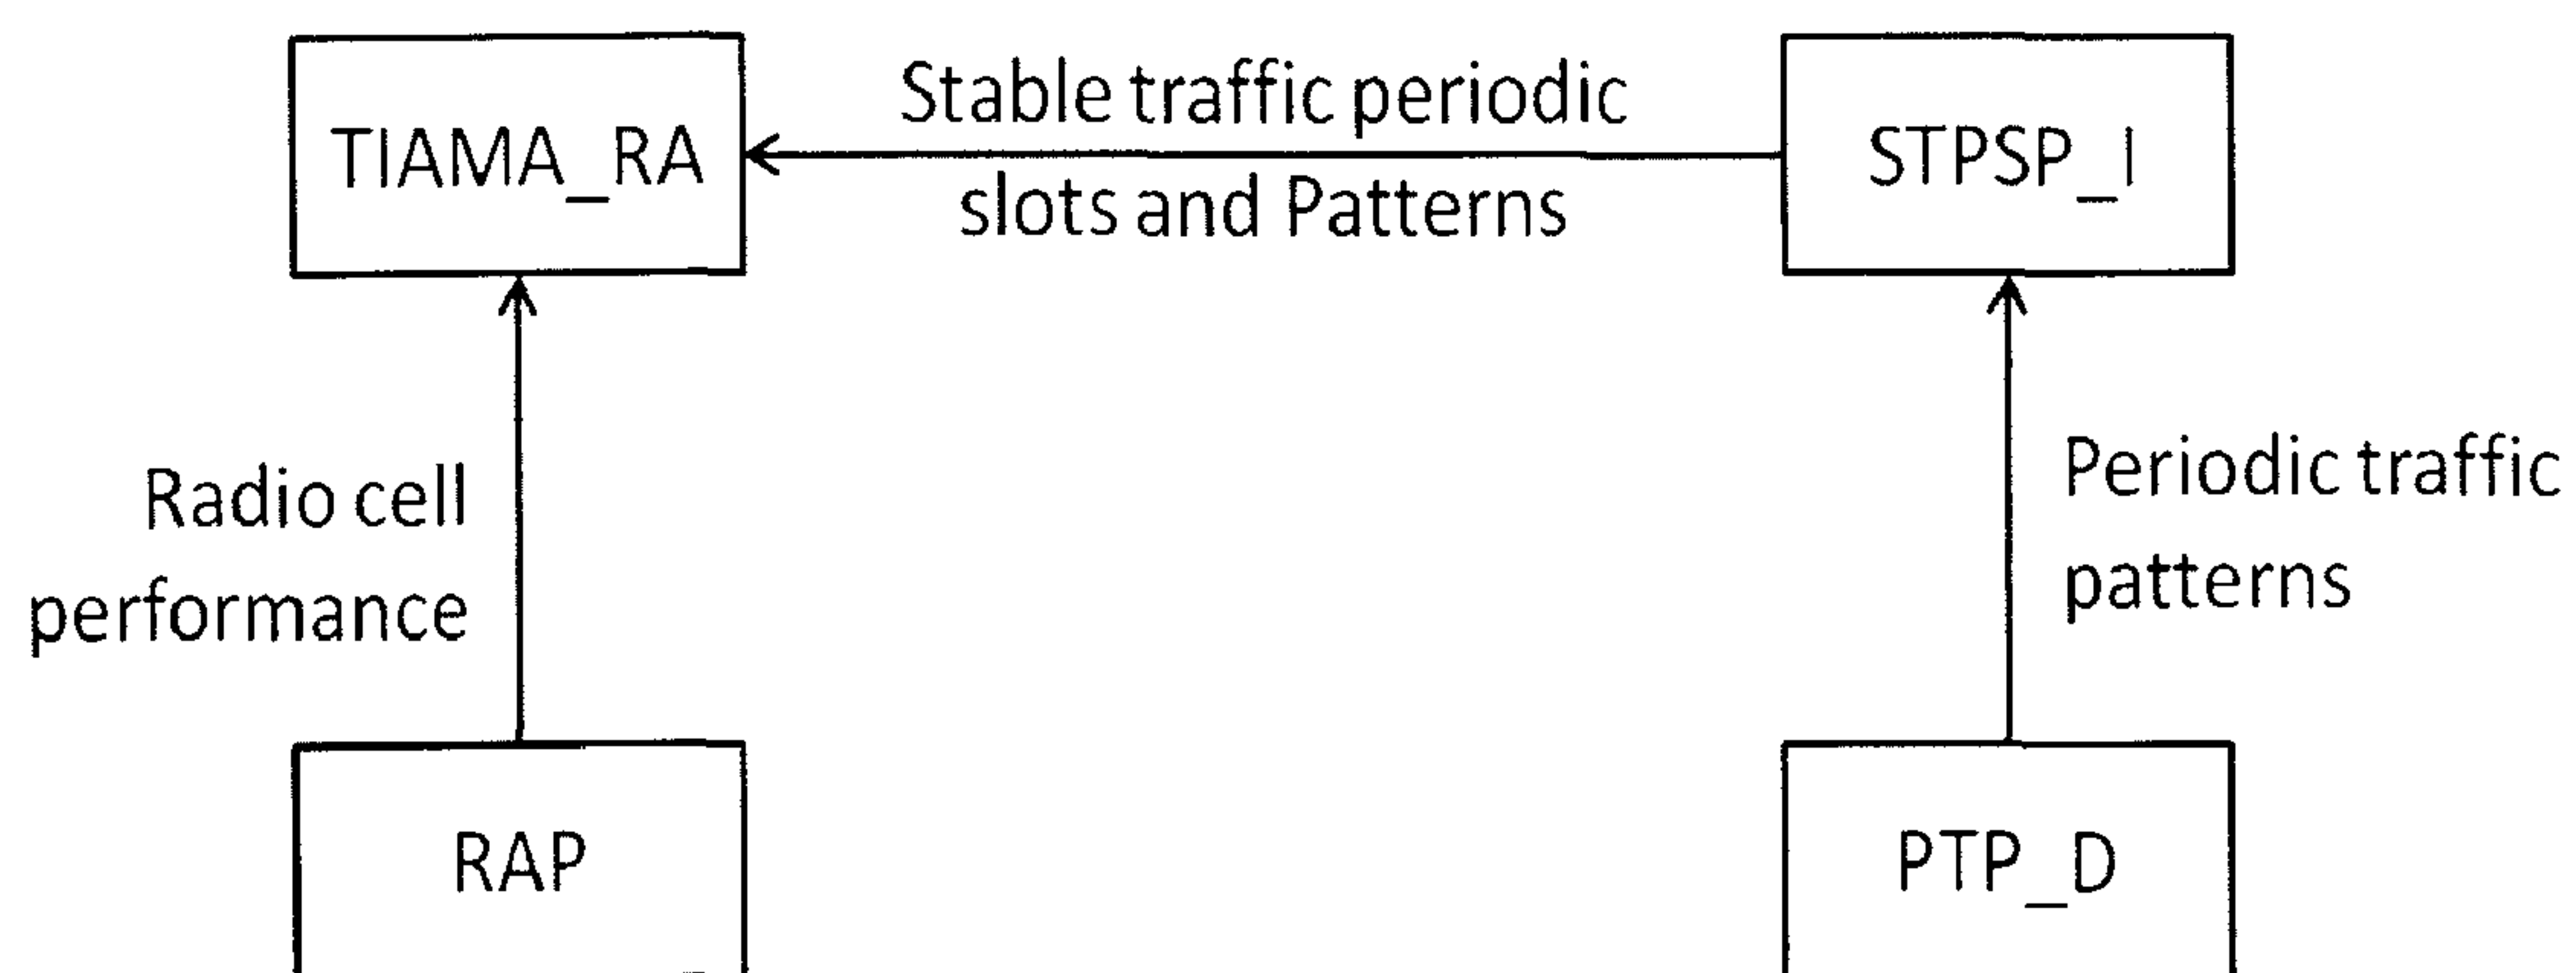 TIAMA_RA
Stable traffic periodic
slots and Patterns
STPSP_I
Radio cell
performance
Periodic traffic
patterns
RAP
PTP_D